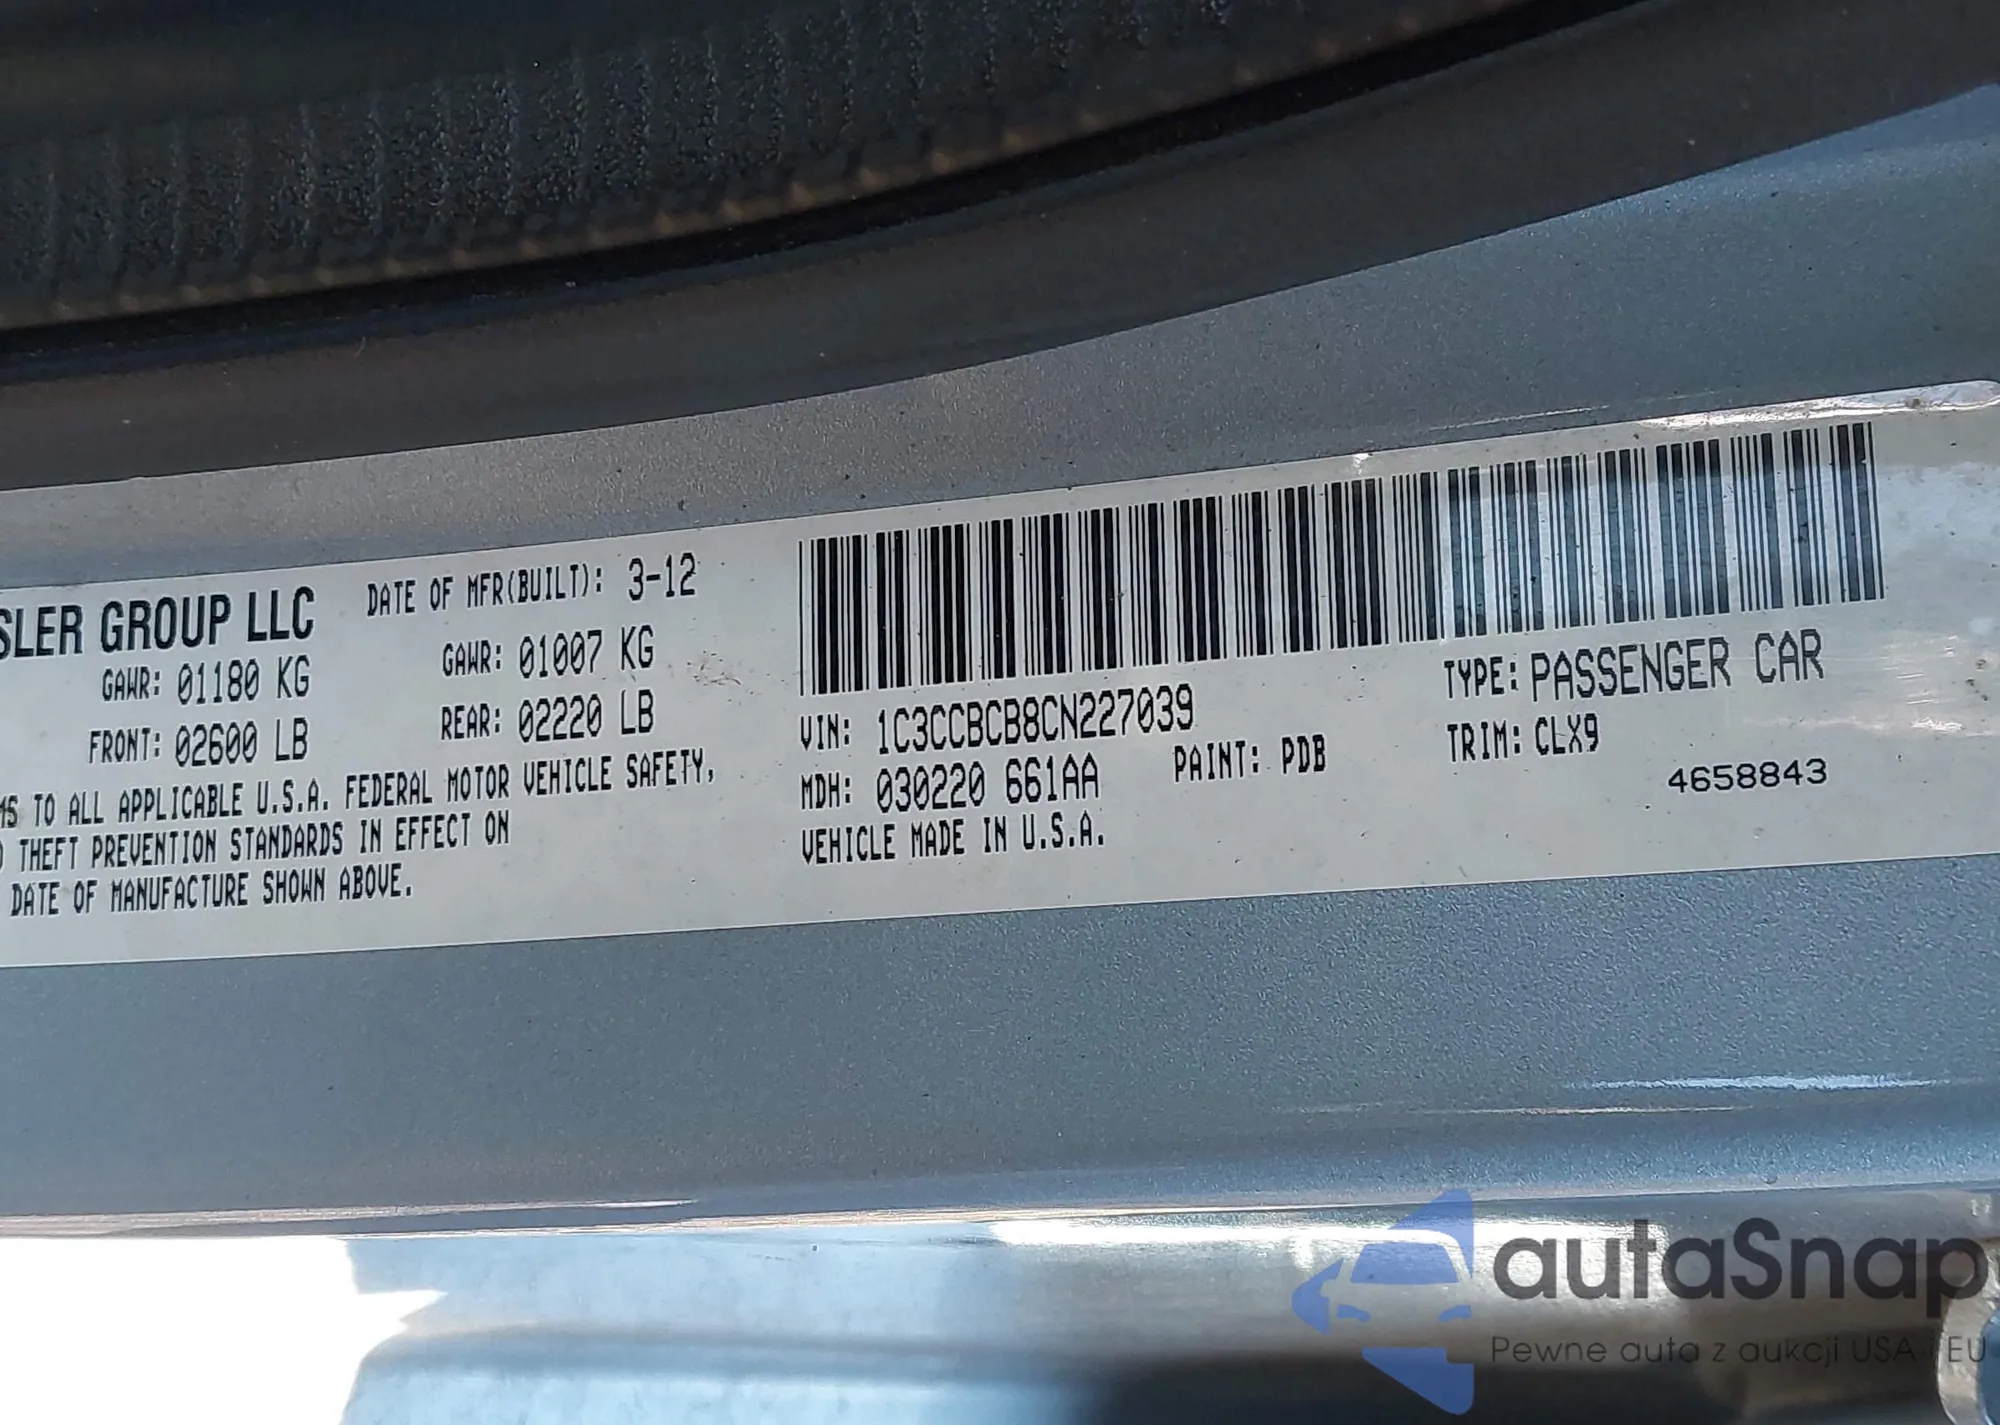 SLER GROUP LLC
DATE OF MFR(BUILT): 3-12
GAWR: 01180 KG
GAWR: 01007 KG
FRONT: 02600 LB
REAR: 02220 LB
TO ALL APPLICABLE U.S.A. FEDERAL MOTOR VEHICLE SAFETY,
THEFT PREVENTION STANDARDS IN EFFECT ON
DATE OF MANUFACTURE SHOWN ABOVE.
VIN: 1C3CCBCB8CN227039
TYPE: PASSENGER CAR
MDH: 030220 661AA
PAINT: PDB
TRIM: CLX9
VEHICLE MADE IN U.S.A.
4658843
autaSnap
Pewne auta z aukcji USA i EU